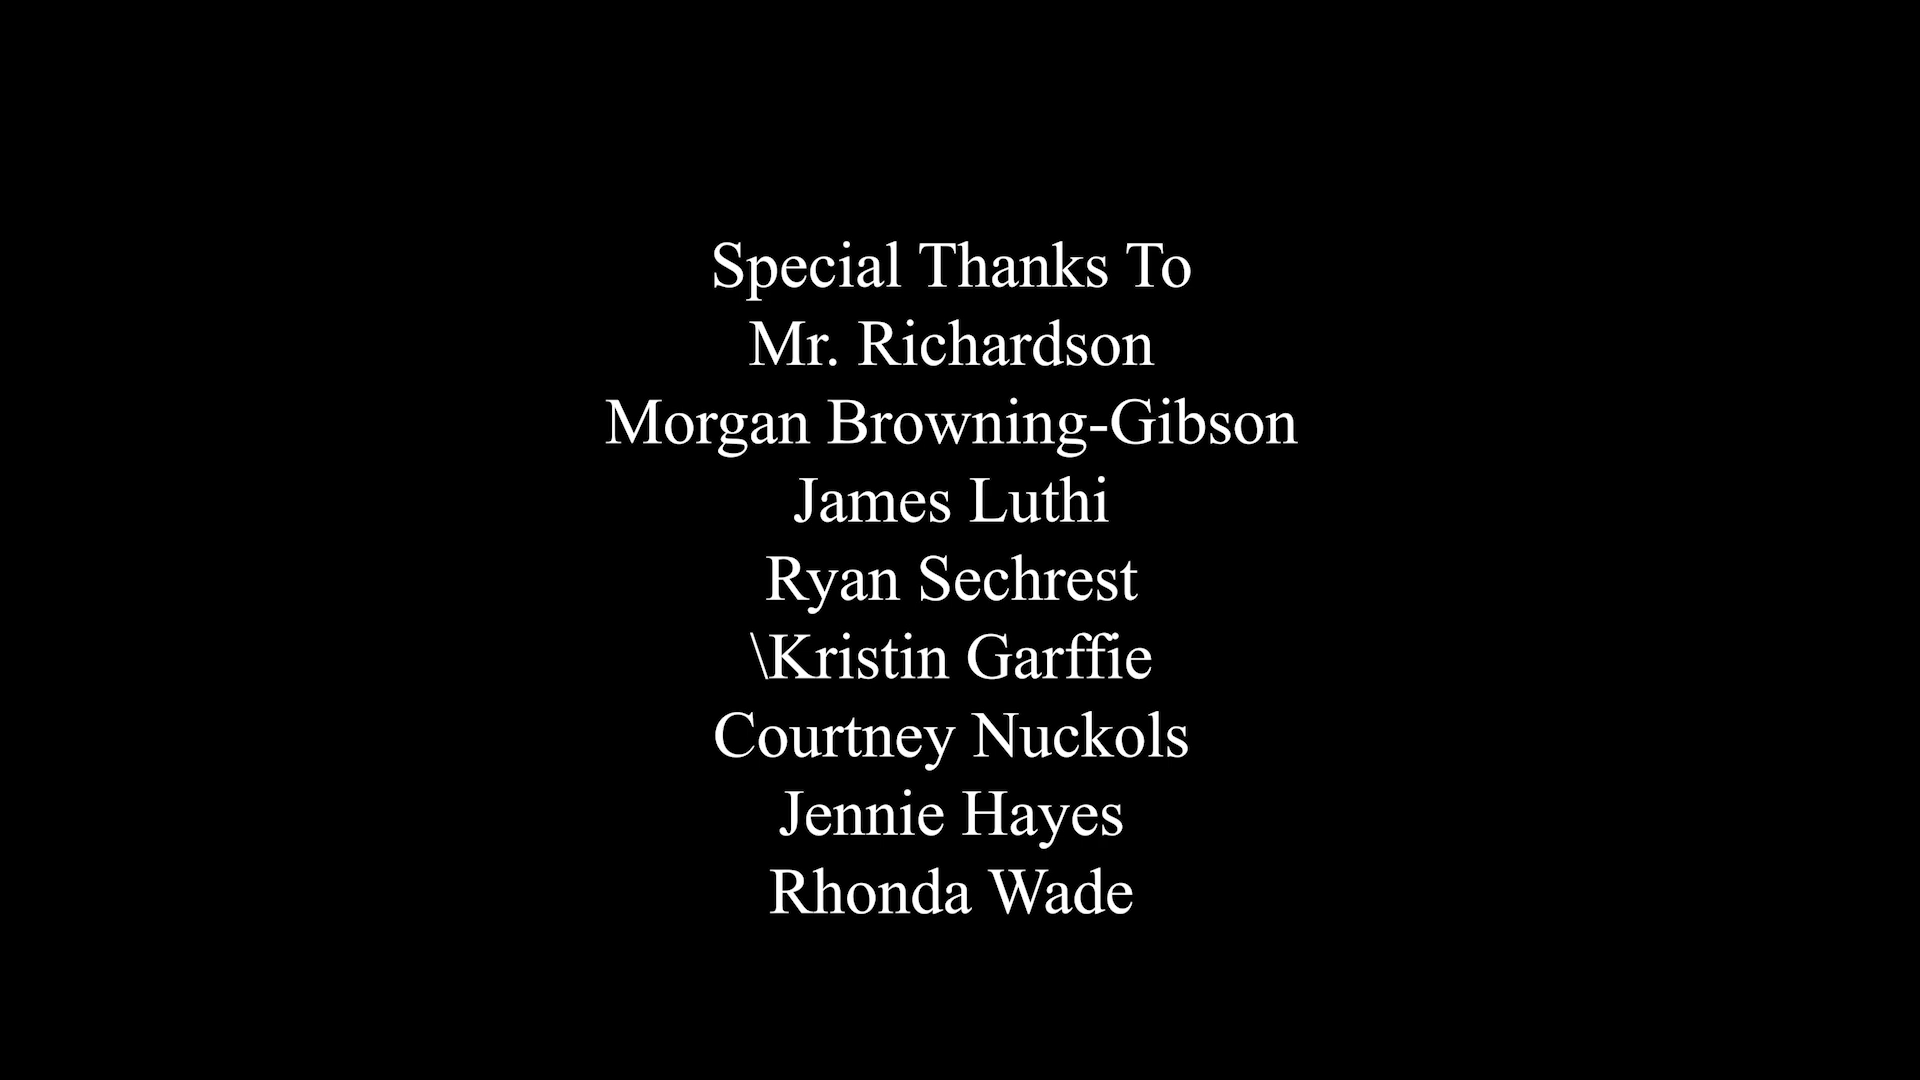 Special Thanks To
Mr. Richardson
Morgan Browning-Gibson
James Luthi
Ryan Sechrest
\Kristin Garffie
Courtney Nuckols
Jennie Hayes
Rhonda Wade